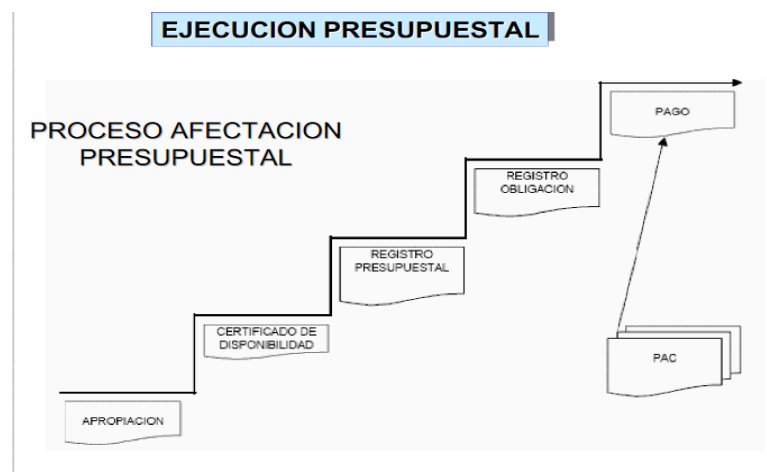 EJECUCION PRESUPUESTAL
PROCESO AFECTACION
PRESUPUESTAL
PAGO
REGISTRO
OBLIGACION
REGISTRO
PRESUPUESTAL
CERTIFICADO DE
DISPONIBILIDAD
PAC
APROPIACION